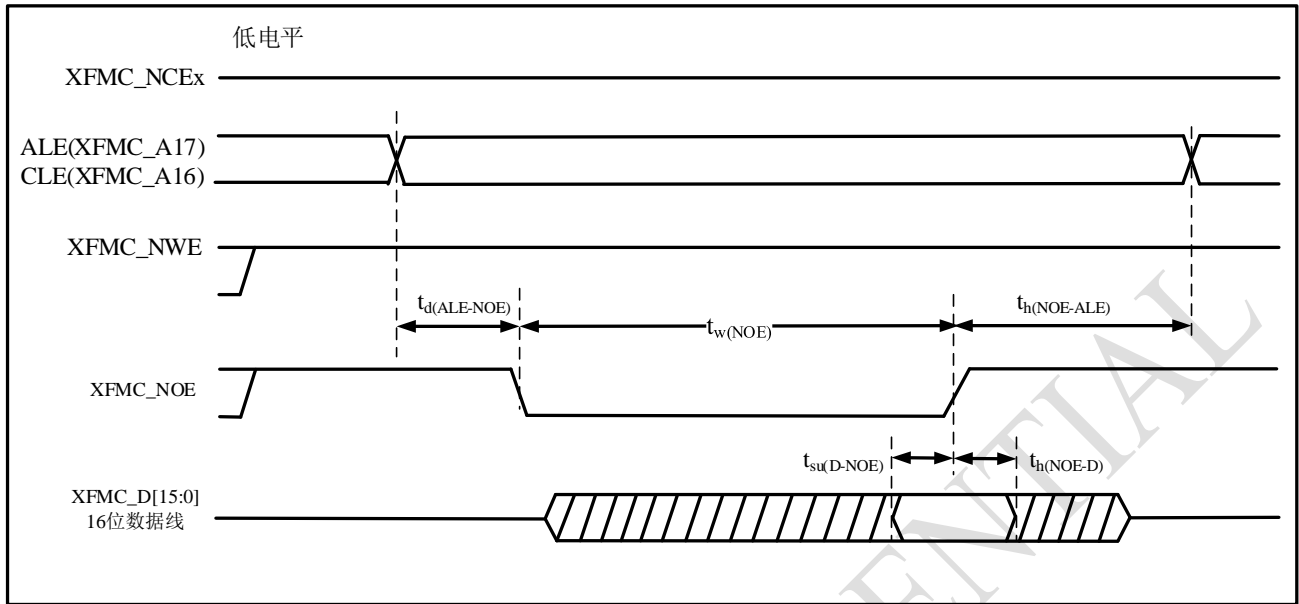 低电平
XFMC_NCEx
ALE(XFMC_A17)
CLE(XFMC_A16)
XFMC_NWE
td(ALE-NOE)
tw(NOE)
th(NOE-ALE)
XFMC_NOE
tsu(D-NOE)
th(NOE-D)
XFMC_D[15:0]
16位数据线
ENTIAL